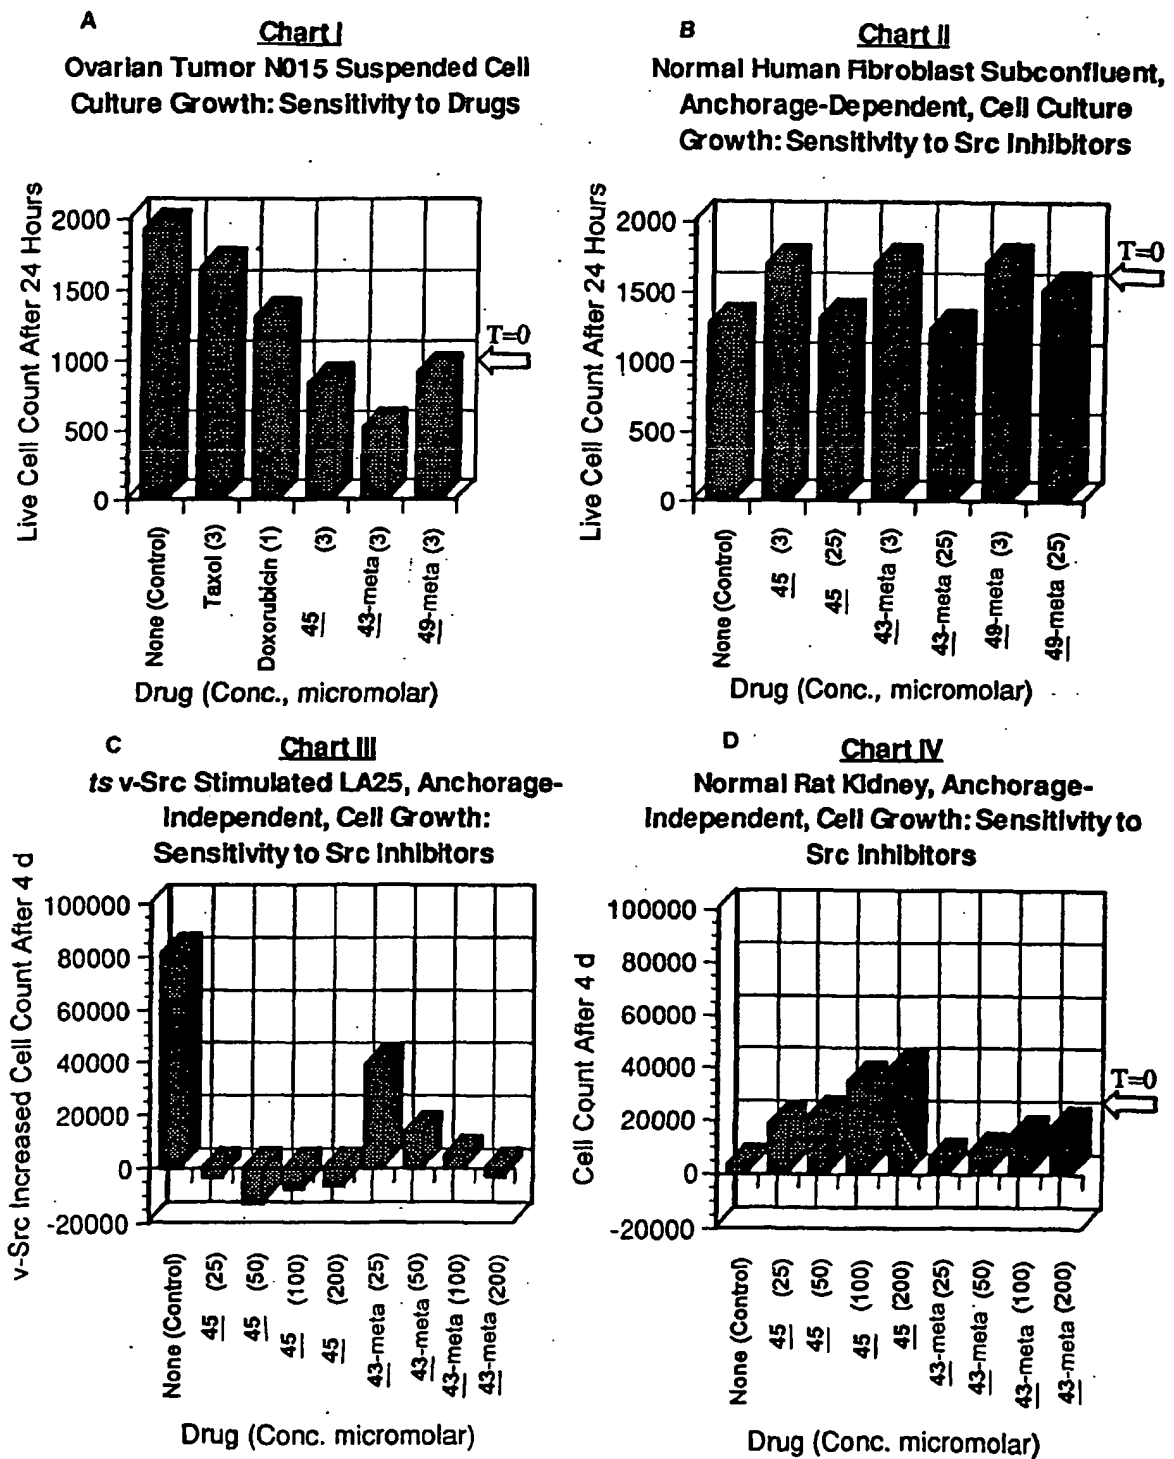 A
Chart I
Ovarian Tumor N015 Suspended Cell
Culture Growth: Sensitivity to Drugs
Live Cell Count After 24 Hours
2000
1500
1000
500
0
T=0
None (Control)
Taxol (3)
Doxorubicin (1)
45 (3)
43-meta (3)
49-meta (3)
Drug (Conc., micromolar)
B
Chart II
Normal Human Fibroblast Subconfluent,
Anchorage-Dependent, Cell Culture
Growth: Sensitivity to Src Inhibitors
Live Cell Count After 24 Hours
2000
1500
1000
500
0
T=0
None (Control)
45 (3)
45 (25)
43-meta (3)
43-meta (25)
49-meta (3)
49-meta (25)
Drug (Conc., micromolar)
C
Chart III
ts v-Src Stimulated LA25, Anchorage-
Independent, Cell Growth:
Sensitivity to Src Inhibitors
v-Src Increased Cell Count After 4 d
100000
80000
60000
40000
20000
0
-20000
None (Control)
45 (25)
45 (50)
45 (100)
45 (200)
43-meta (25)
43-meta (50)
43-meta (100)
43-meta (200)
Drug (Conc. micromolar)
D
Chart IV
Normal Rat Kidney, Anchorage-
Independent, Cell Growth: Sensitivity to
Src Inhibitors
Cell Count After 4 d
100000
80000
60000
40000
20000
0
-20000
T=0
None (Control)
45 (25)
45 (50)
45 (100)
45 (200)
43-meta (25)
43-meta (50)
43-meta (100)
43-meta (200)
Drug (Conc. micromolar)